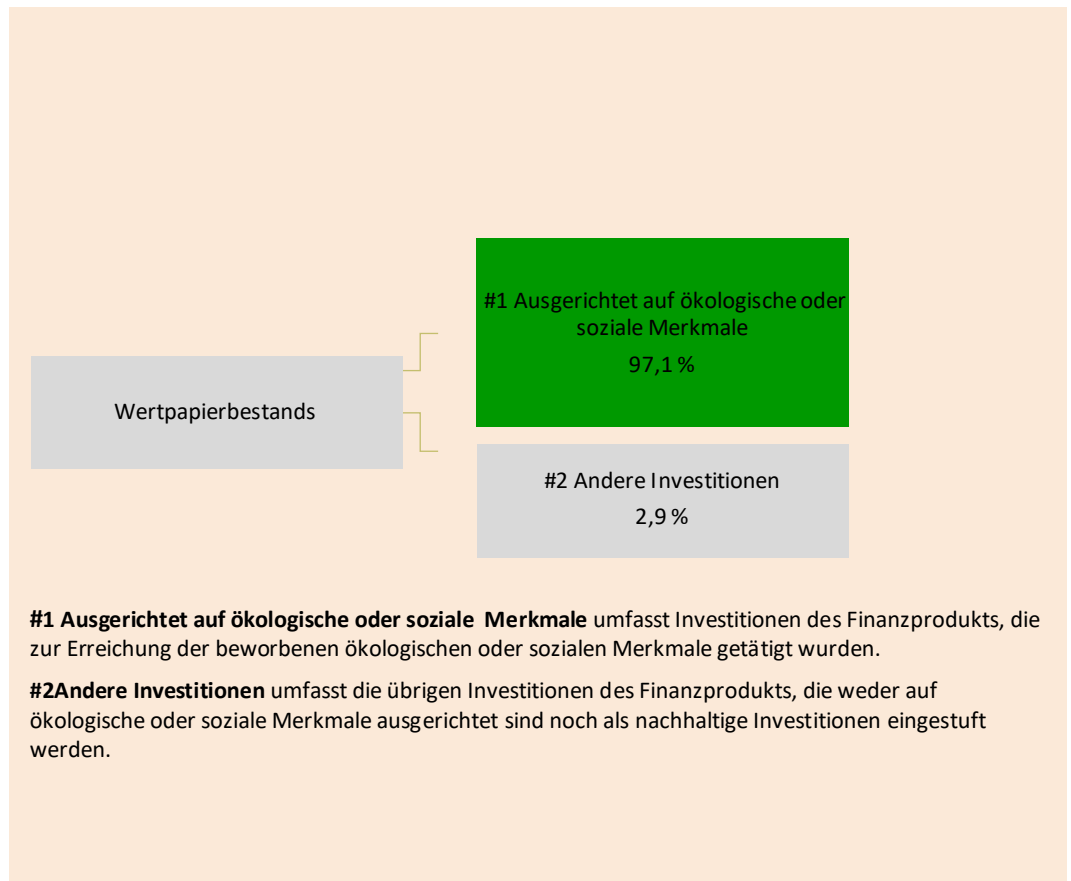 #1 Ausgerichtet auf ökologische oder
soziale Merkmale
97,1 %
Wertpapierbestands
#2 Andere Investitionen
2,9 %
#1 Ausgerichtet auf ökologische oder soziale Merkmale umfasst Investitionen des Finanzprodukts, die
zur Erreichung der beworbenen ökologischen oder sozialen Merkmale getätigt wurden.
#2Andere Investitionen umfasst die übrigen Investitionen des Finanzprodukts, die weder auf
ökologische oder soziale Merkmale ausgerichtet sind noch als nachhaltige Investitionen eingestuft
werden.